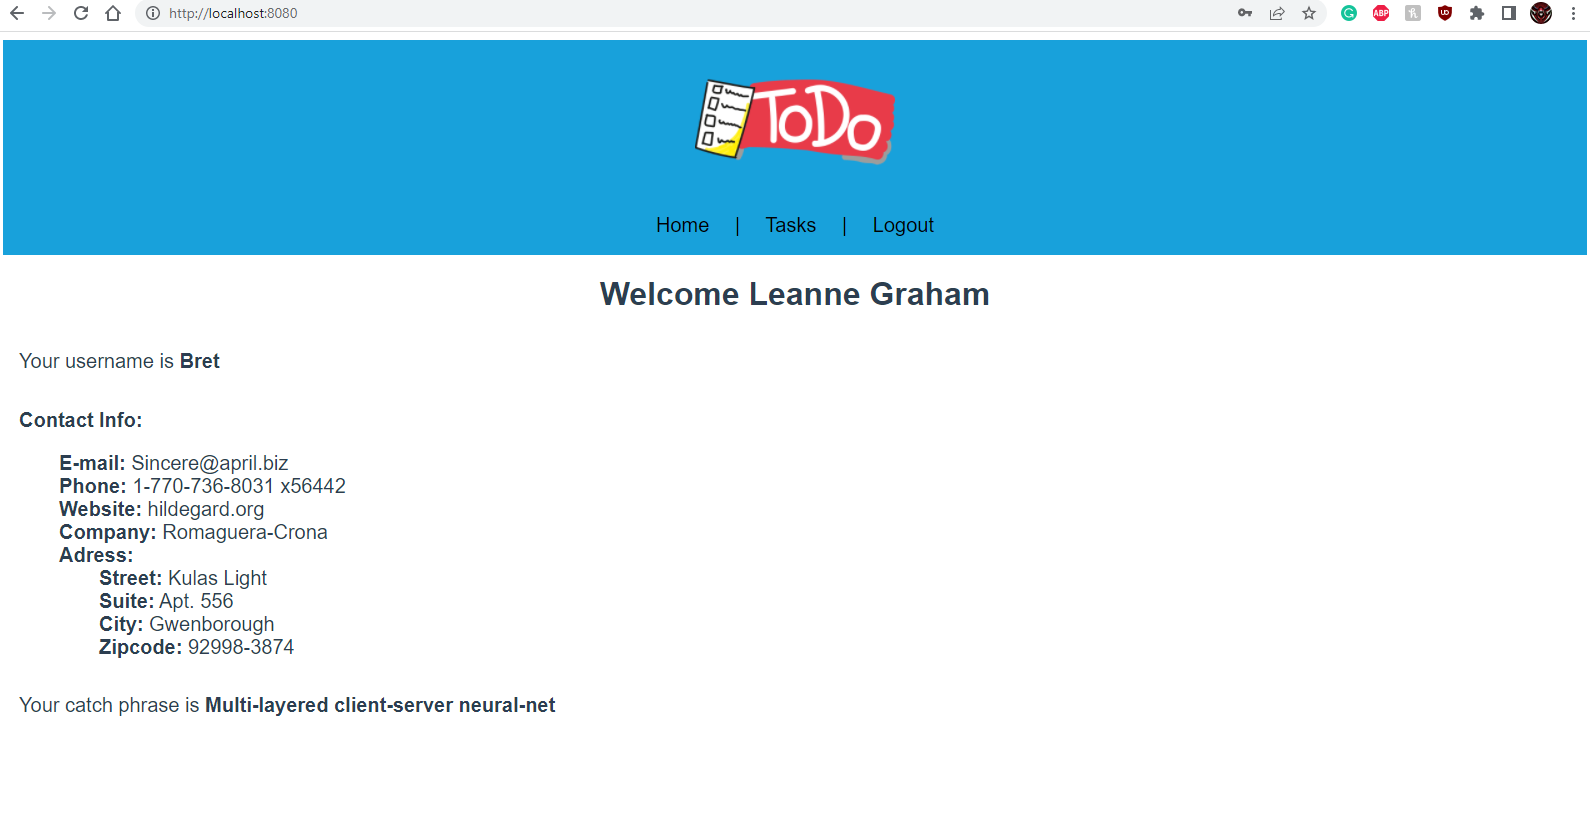 http://localhost:8080
ABP
ToDo
Home | Tasks | Logout
Welcome Leanne Graham
Your username is Bret
Contact Info:
E-mail: Sincere@april.biz
Phone: 1-770-736-8031 x56442
Website: hildegard.org
Company: Romaguera-Crona
Adress:
Street: Kulas Light
Suite: Apt. 556
City: Gwenborough
Zipcode: 92998-3874
Your catch phrase is Multi-layered client-server neural-net